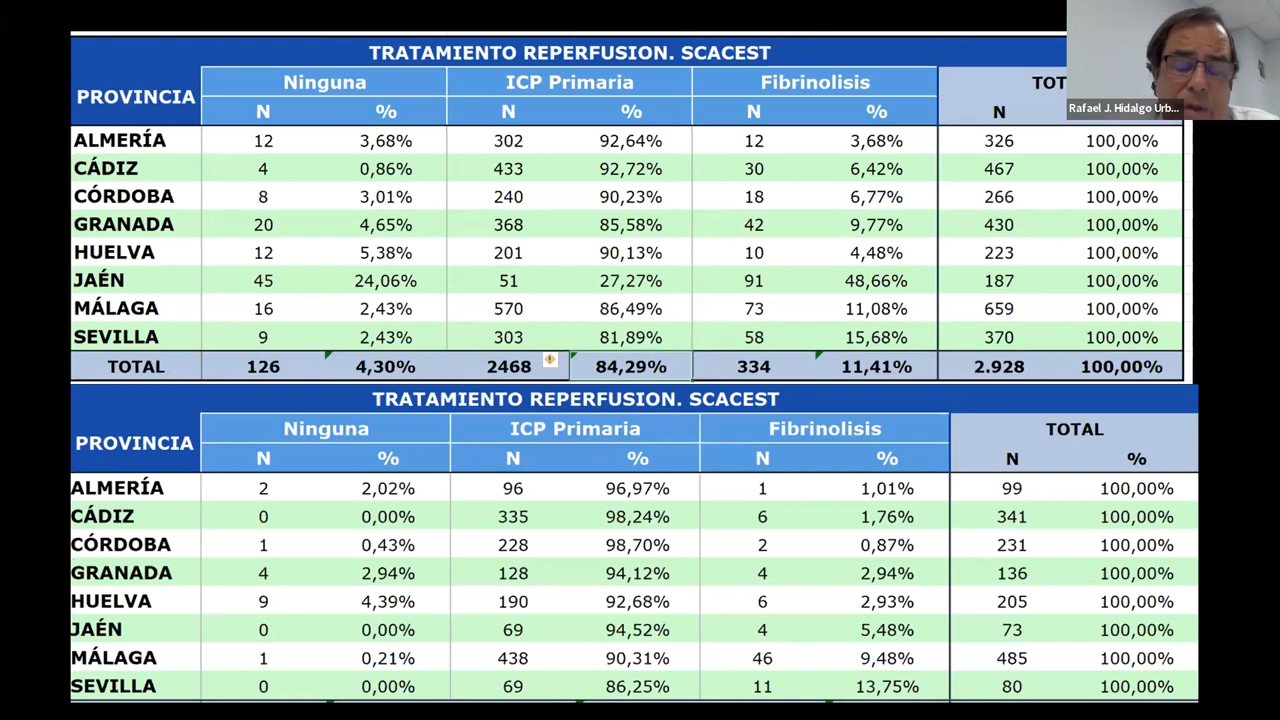 TRATAMIENTO REPERFUSION. SCACEST
PROVINCIA Ninguna ICP Primaria Fibrinolisis
N % N % N % N
Rafael J. Hidalgo Urb...
ALMERÍA 12 3,68% 302 92,64% 12 3,68% 326 100,00%
CÁDIZ 4 0,86% 433 92,72% 30 6,42% 467 100,00%
CÓRDOBA 8 3,01% 240 90,23% 18 6,77% 266 100,00%
GRANADA 20 4,65% 368 85,58% 42 9,77% 430 100,00%
HUELVA 12 5,38% 201 90,13% 10 4,48% 223 100,00%
JAÉN 45 24,06% 51 27,27% 91 48,66% 187 100,00%
MÁLAGA 16 2,43% 570 86,49% 73 11,08% 659 100,00%
SEVILLA 9 2,43% 303 81,89% 58 15,68% 370 100,00%
TOTAL 126 4,30% 2468 84,29% 334 11,41% 2.928 100,00%
TRATAMIENTO REPERFUSION. SCACEST
PROVINCIA Ninguna ICP Primaria Fibrinolisis TOTAL
N % N % N % N %
ALMERÍA 2 2,02% 96 96,97% 1 1,01% 99 100,00%
CÁDIZ 0 0,00% 335 98,24% 6 1,76% 341 100,00%
CÓRDOBA 1 0,43% 228 98,70% 2 0,87% 231 100,00%
GRANADA 4 2,94% 128 94,12% 4 2,94% 136 100,00%
HUELVA 9 4,39% 190 92,68% 6 2,93% 205 100,00%
JAÉN 0 0,00% 69 94,52% 4 5,48% 73 100,00%
MÁLAGA 1 0,21% 438 90,31% 46 9,48% 485 100,00%
SEVILLA 0 0,00% 69 86,25% 11 13,75% 80 100,00%